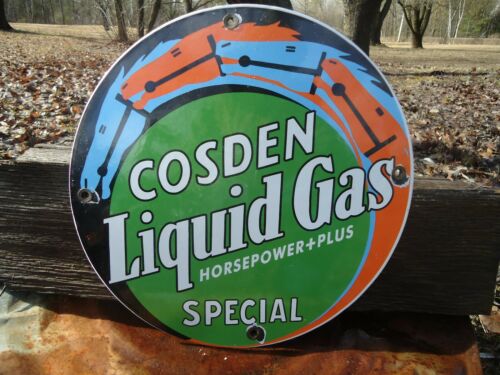 COSDEN
Liquid Gas
HORSEPOWER+PLUS
SPECIAL